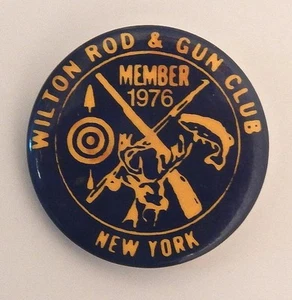 WILTON ROD & GUN CLUB
MEMBER
1976
NEW YORK